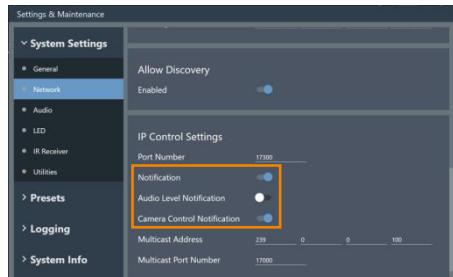 Settings & Maintenance
System Settings
General
Network
Audio
LED
IR Receiver
Utilities
Presets
Logging
System Info
Allow Discovery
Enabled
IP Control Settings
Port Number 17300
Notification
Audio Level Notification
Camera Control Notification
Multicast Address 239 0 0 100
Multicast Port Number 17000